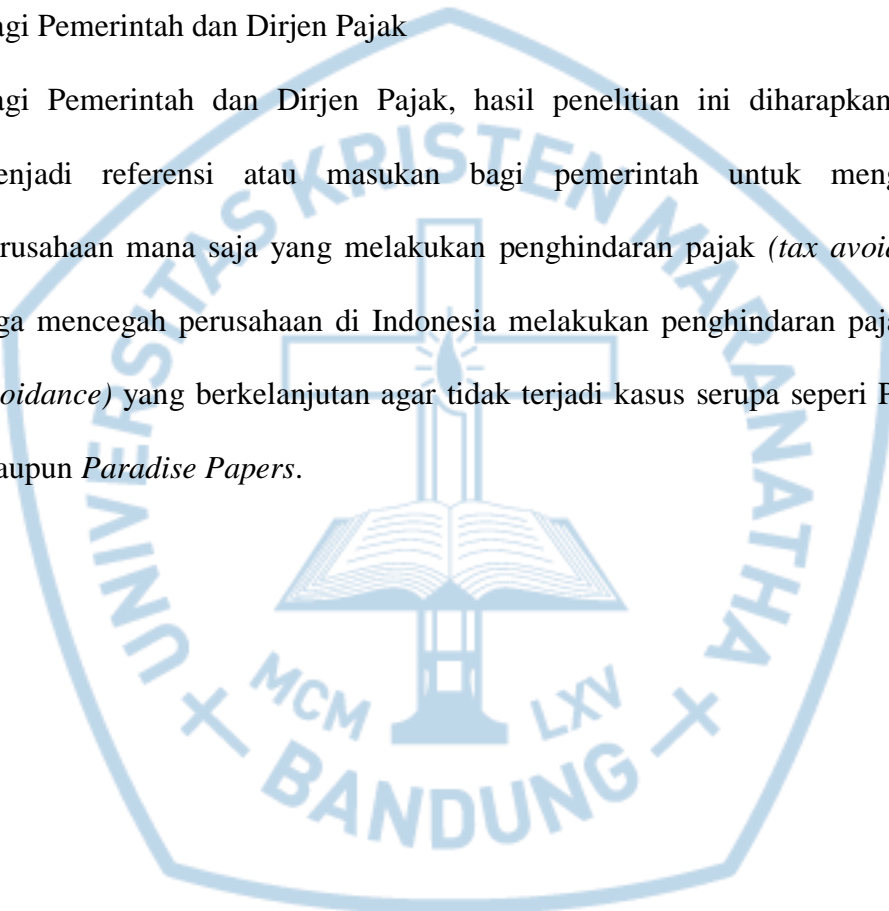 agi Pemerintah dan Dirjen Pajak
agi Pemerintah dan Dirjen Pajak, hasil penelitian ini diharapkan
enjadi referensi atau masukan bagi pemerintah untuk meng
rusahaan mana saja yang melakukan penghindaran pajak (tax avoid
ga mencegah perusahaan di Indonesia melakukan penghindaran paja
oidance) yang berkelanjutan agar tidak terjadi kasus serupa seperi P
aupun Paradise Papers.
UNIVERSITAS KRISTEN MARANATHA
MCM LXV
BANDUNG